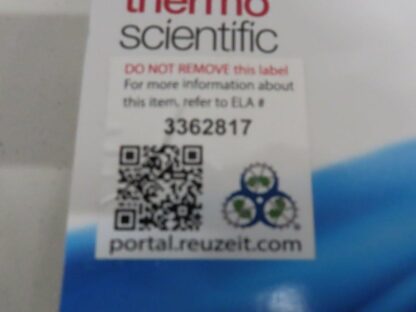 thermo
scientific
DO NOT REMOVE this label
For more information about
this item, refer to ELA #
3362817
portal.reuzeit.com